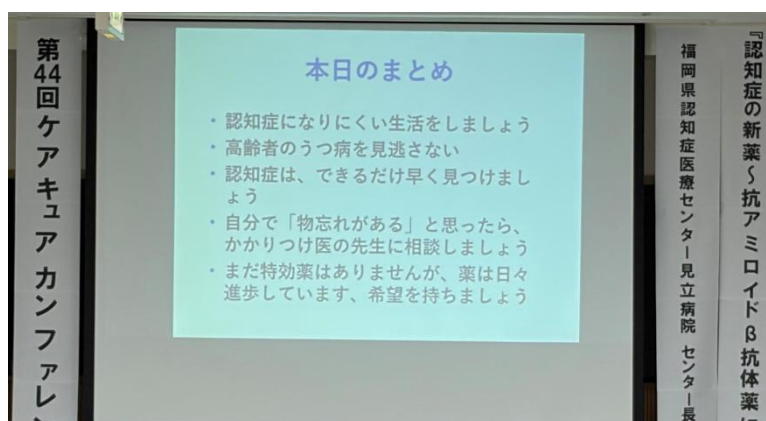 第44回ケアキュアカンファレン
本日のまとめ
・認知症になりにくい生活をしましょう
・高齢者のうつ病を見逃さない
・認知症は、できるだけ早く見つけまし
ょう
・自分で「物忘れがある」と思ったら、
かかりつけ医の先生に相談しましょう
・まだ特効薬はありませんが、薬は日々
進歩しています、希望を持ちましょう
『認知症の新薬～抗アミロイドβ抗体薬
福岡県認知症医療センター見立病院 センター長